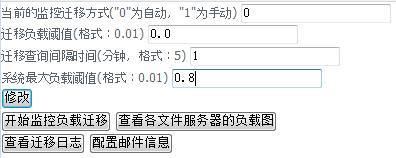 当前的监控迁移方式("0"为自动, "1"为手动) 0
迁移负载阈值(格式：0.01) 0.0
迁移查询间隔时间(分钟, 格式：5) 1
系统最大负载阈值(格式：0.01) 0.8
修改
开始监控负载迁移 查看各文件服务器的负载图
查看迁移日志 配置邮件信息